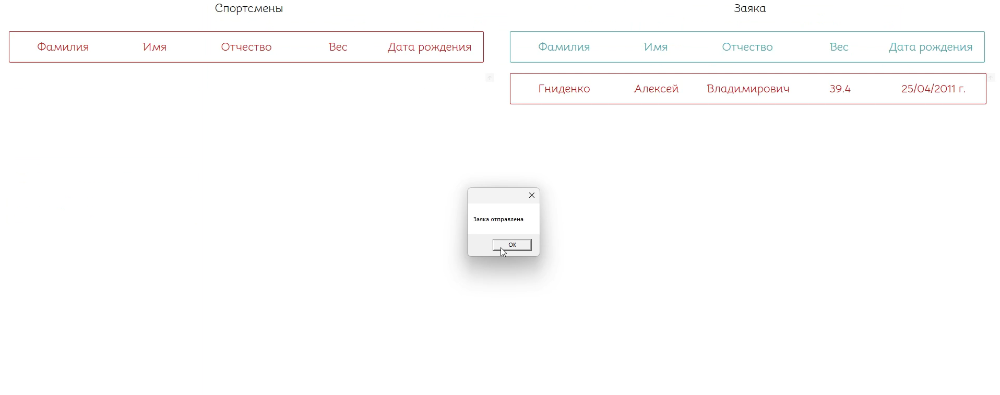 Спортсмены
Заяка
Фамилия Имя Отчество Вес Дата рождения
Фамилия Имя Отчество Вес Дата рождения
Гниденко Алексей Владимирович 39.4 25/04/2011 г.
Заяка отправлена
OK